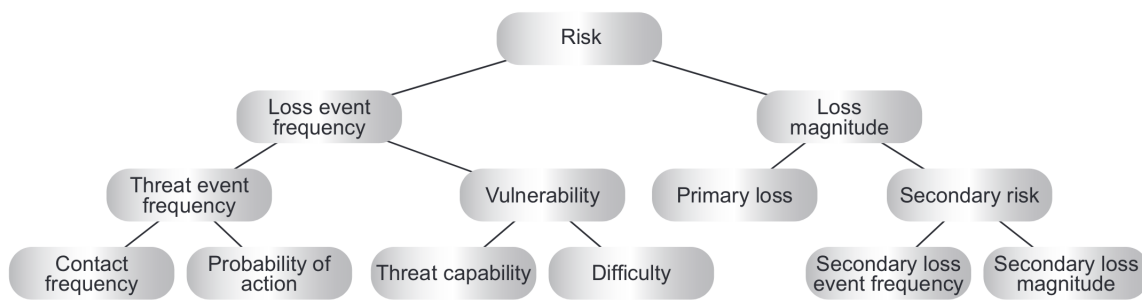 Risk
Loss event
frequency
Loss
magnitude
Threat event
frequency
Vulnerability
Primary loss
Secondary risk
Contact
frequency
Probability of
action
Threat capability
Difficulty
Secondary loss
event frequency
Secondary loss
magnitude